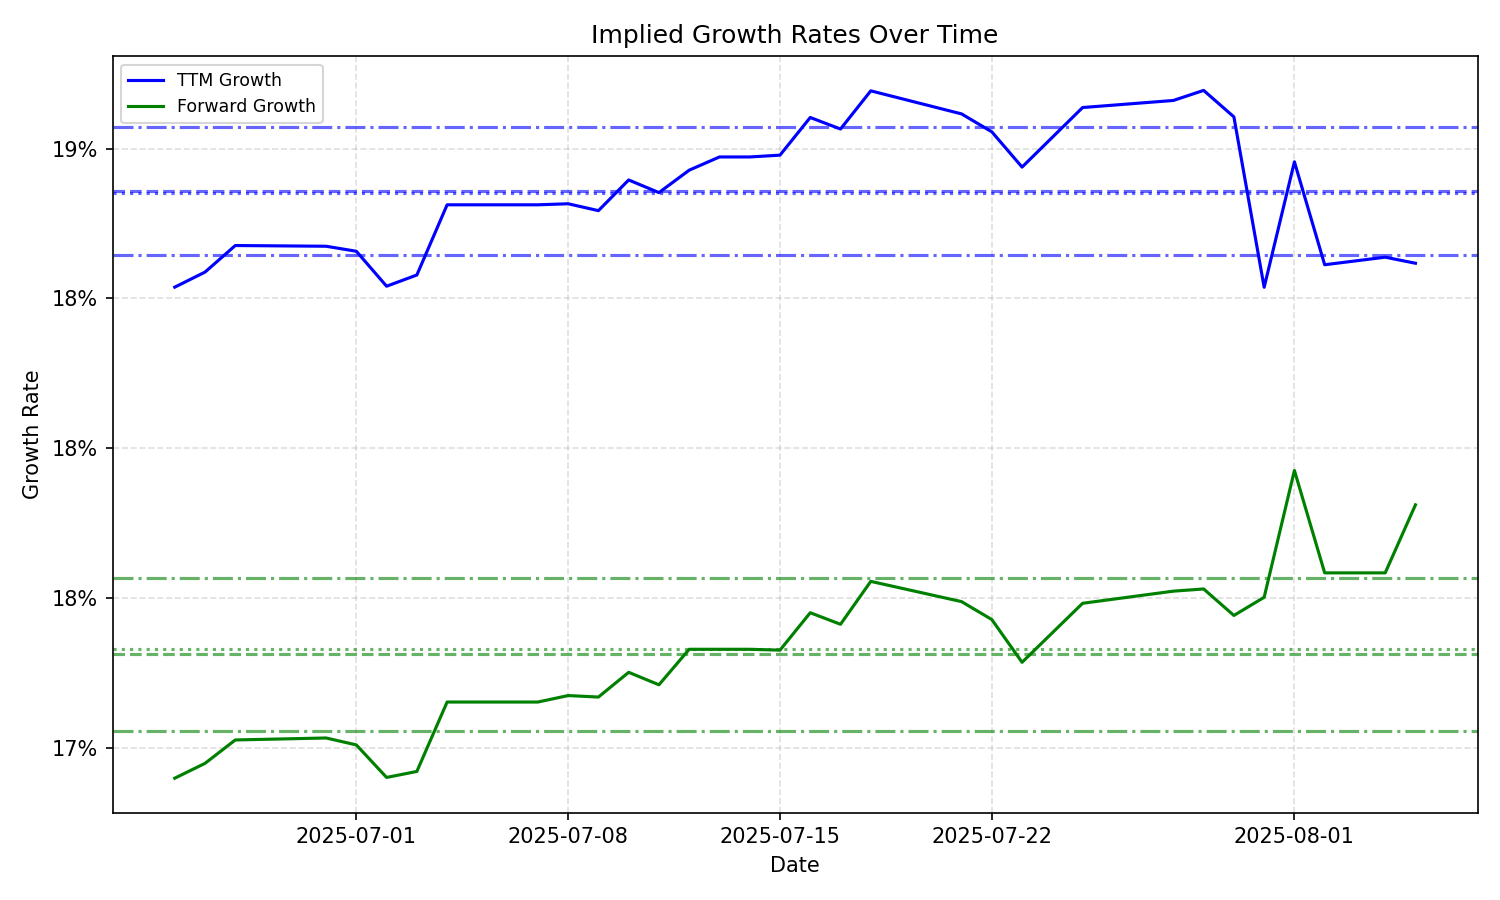 Implied Growth Rates Over Time
TTM Growth
Forward Growth
19%
18%
18%
18%
17%
Growth Rate
2025-07-01
2025-07-08
2025-07-15
2025-07-22
2025-08-01
Date